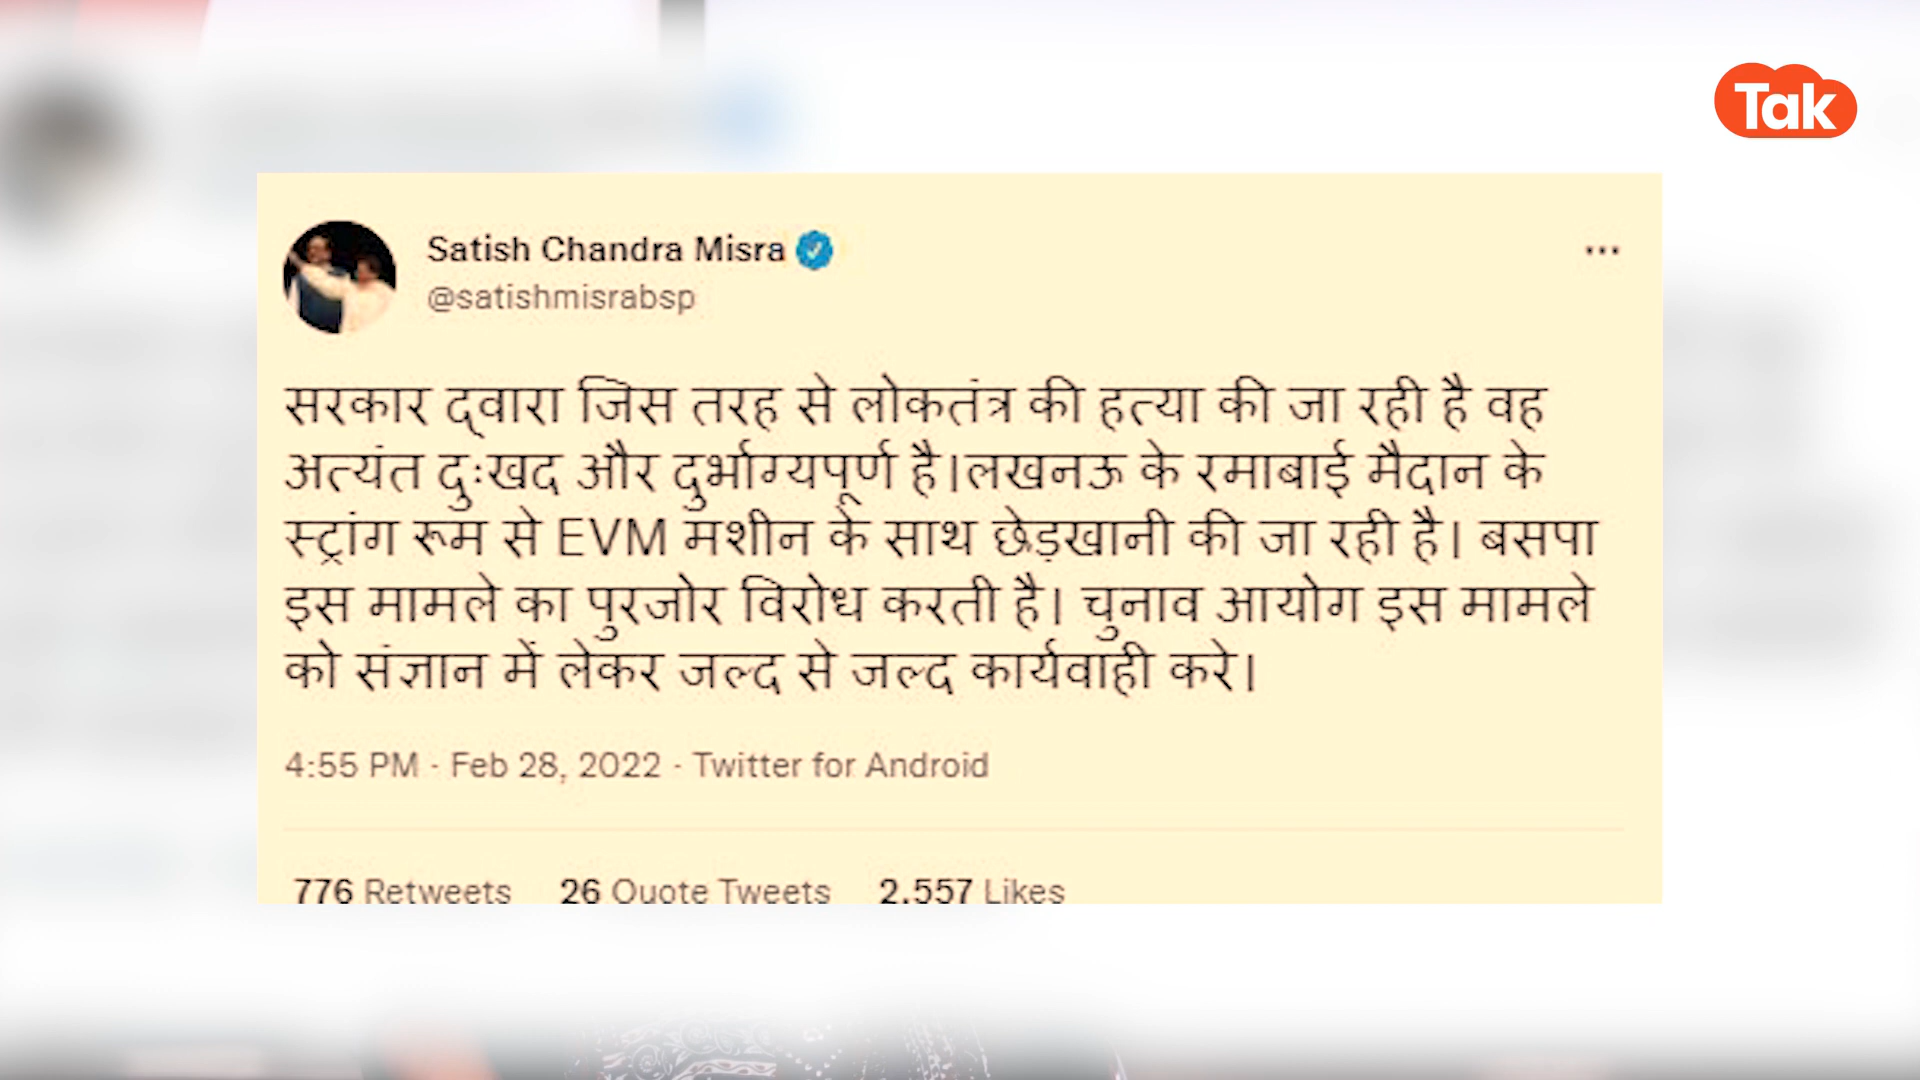 Tak
Satish Chandra Misra
@satishmisrabsp
सरकार द्वारा जिस तरह से लोकतंत्र की हत्या की जा रही है वह
अत्यंत दुःखद और दुर्भाग्यपूर्ण है।लखनऊ के रमाबाई मैदान के
स्ट्रांग रूम से EVM मशीन के साथ छेड़खानी की जा रही है। बसपा
इस मामले का पुरजोर विरोध करती है। चुनाव आयोग इस मामले
को संज्ञान में लेकर जल्द से जल्द कार्यवाही करे।
4:55 PM · Feb 28, 2022 · Twitter for Android
776 Retweets 26 Quote Tweets 2,557 Likes